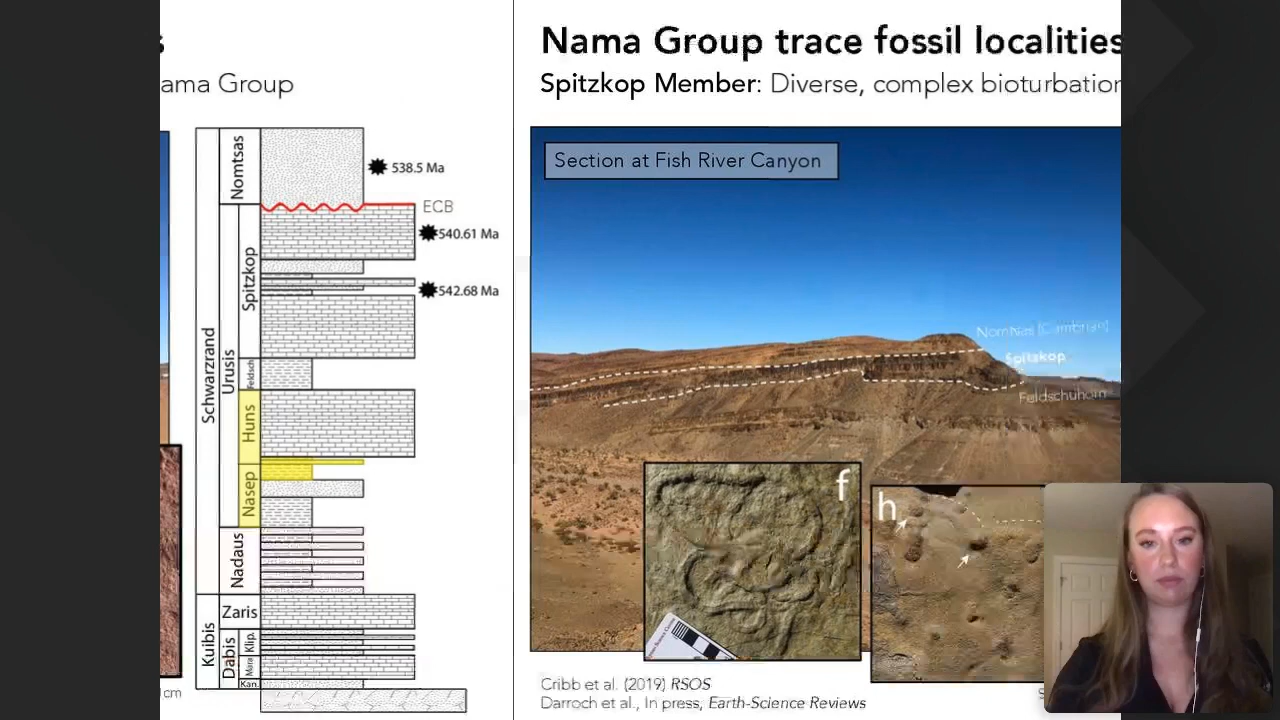 s
ama Group
Nomtsas
538.5 Ma
ECB
540.61 Ma
Spitzkop
542.68 Ma
Schwarzrand
Urusis
Feldsch
Huns
Nasep
Nadaus
Kuibis
Zaris
Dabis
Klip.
Mara
Kan.
cm
Nama Group trace fossil localities
Spitzkop Member: Diverse, complex bioturbation
Section at Fish River Canyon
Nomtsas (Cambrian)
Spitzkop
Feldschuhorn
f
h
Cribb et al. (2019) RSOS
Darroch et al., In press, Earth-Science Reviews